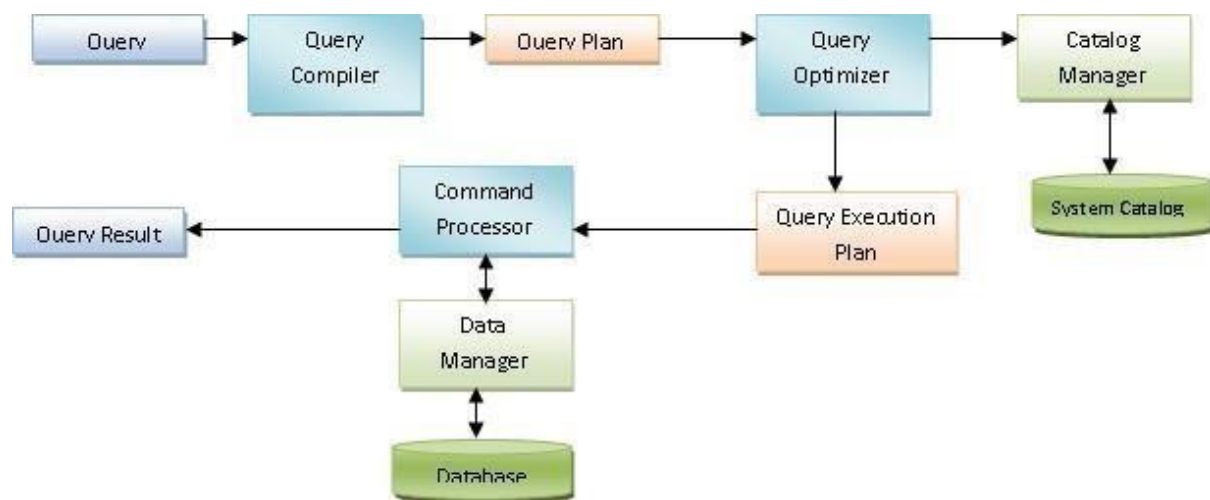 Query
Query
Compiler
Query Plan
Query
Optimizer
Catalog
Manager
Command
Processor
Query Execution
Plan
System Catalog
Query Result
Data
Manager
Database